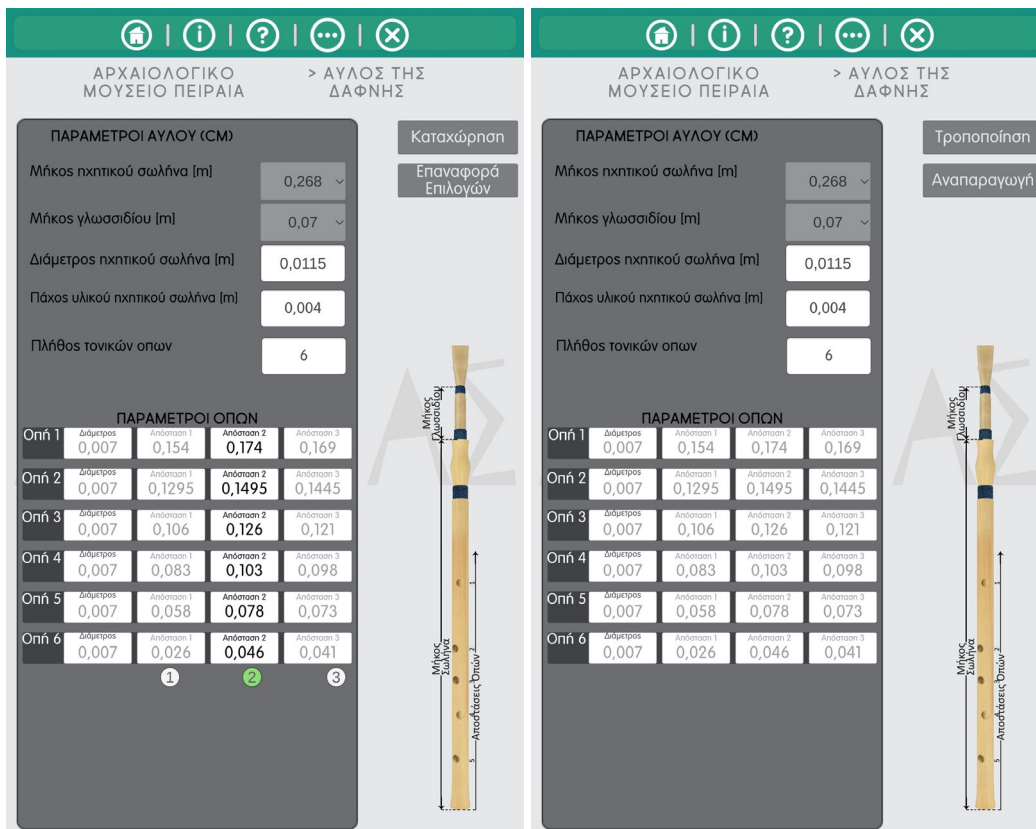 ΑΡΧΑΙΟΛΟΓΙΚΟ
ΜΟΥΣΕΙΟ ΠΕΙΡΑΙΑ
> ΑΥΛΟΣ ΤΗΣ
ΔΑΦΝΗΣ
ΠΑΡΑΜΕΤΡΟΙ ΑΥΛΟΥ (CM)
Μήκος ηχητικού σωλήνα [m]
0,268
Μήκος γλωσσιδίου [m]
0,07
Διάμετρος ηχητικού σωλήνα [m]
0,0115
Πάχος υλικού ηχητικού σωλήνα [m]
0,004
Πλήθος τονικών οπων
6
ΠΑΡΑΜΕΤΡΟΙ ΟΠΩΝ
Οπή 1 Διάμετρος 0,007 Απόσταση 1 0,154 Απόσταση 2 0,174 Απόσταση 3 0,169
Οπή 2 0,007 Απόσταση 1 0,1295 Απόσταση 2 0,1495 Απόσταση 3 0,1445
Οπή 3 Διάμετρος 0,007 Απόσταση 1 0,106 Απόσταση 2 0,126 Απόσταση 3 0,121
Οπή 4 Διάμετρος 0,007 Απόσταση 1 0,083 Απόσταση 2 0,103 Απόσταση 3 0,098
Οπή 5 Διάμετρος 0,007 Απόσταση 1 0,058 Απόσταση 2 0,078 Απόσταση 3 0,073
Οπή 6 Διάμετρος 0,007 Απόσταση 1 0,026 Απόσταση 2 0,046 Απόσταση 3 0,041
1 2 3
Καταχώρηση
Επαναφορά
Επιλογών
Μήκος
Γλωσσιδίου
Μήκος
Σωλήνα
Αποστάσεις Οπών
1
2
3
4
5
ΑΡΧΑΙΟΛΟΓΙΚΟ
ΜΟΥΣΕΙΟ ΠΕΙΡΑΙΑ
> ΑΥΛΟΣ ΤΗΣ
ΔΑΦΝΗΣ
ΠΑΡΑΜΕΤΡΟΙ ΑΥΛΟΥ (CM)
Μήκος ηχητικού σωλήνα [m]
0,268
Μήκος γλωσσιδίου [m]
0,07
Διάμετρος ηχητικού σωλήνα [m]
0,0115
Πάχος υλικού ηχητικού σωλήνα [m]
0,004
Πλήθος τονικών οπων
6
ΠΑΡΑΜΕΤΡΟΙ ΟΠΩΝ
Οπή 1 Διάμετρος 0,007 Απόσταση 1 0,154 Απόσταση 2 0,174 Απόσταση 3 0,169
Οπή 2 Διάμετρος 0,007 Απόσταση 1 0,1295 Απόσταση 2 0,1495 Απόσταση 3 0,1445
Οπή 3 Διάμετρος 0,007 Απόσταση 1 0,106 Απόσταση 2 0,126 Απόσταση 3 0,121
Οπή 4 Διάμετρος 0,007 Απόσταση 1 0,083 Απόσταση 2 0,103 Απόσταση 3 0,098
Οπή 5 Διάμετρος 0,007 Απόσταση 1 0,058 Απόσταση 2 0,078 Απόσταση 3 0,073
Οπή 6 Διάμετρος 0,007 Απόσταση 1 0,026 Απόσταση 2 0,046 Απόσταση 3 0,041
Τροποποίηση
Αναπαραγωγή
Μήκος
Γλωσσιδίου
Μήκος
Σωλήνα
Αποστάσεις Οπών
1
2
3
4
5